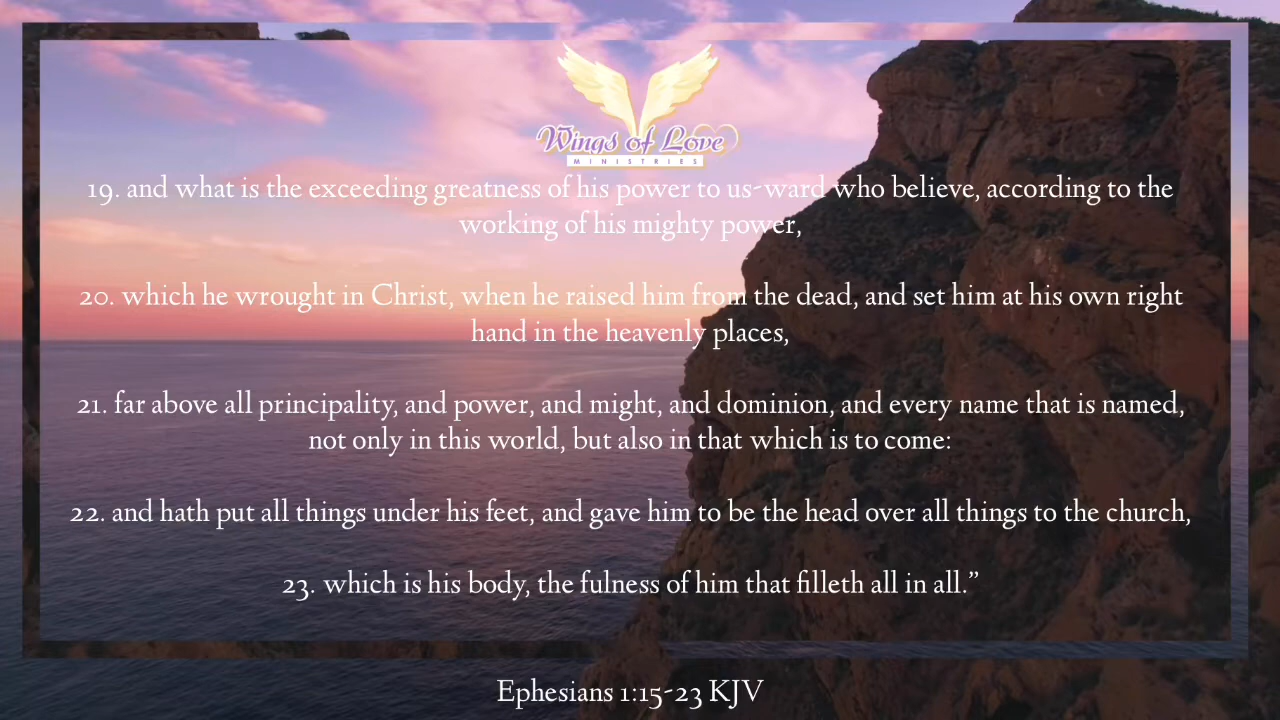 Wings of Love
MINISTRIES
19. and what is the exceeding greatness of his power to us-ward who believe, according to the
working of his mighty power,
20. which he wrought in Christ, when he raised him from the dead, and set him at his own right
hand in the heavenly places,
21. far above all principality, and power, and might, and dominion, and every name that is named,
not only in this world, but also in that which is to come:
22. and hath put all things under his feet, and gave him to be the head over all things to the church,
23. which is his body, the fulness of him that filleth all in all.”
Ephesians 1:15-23 KJV